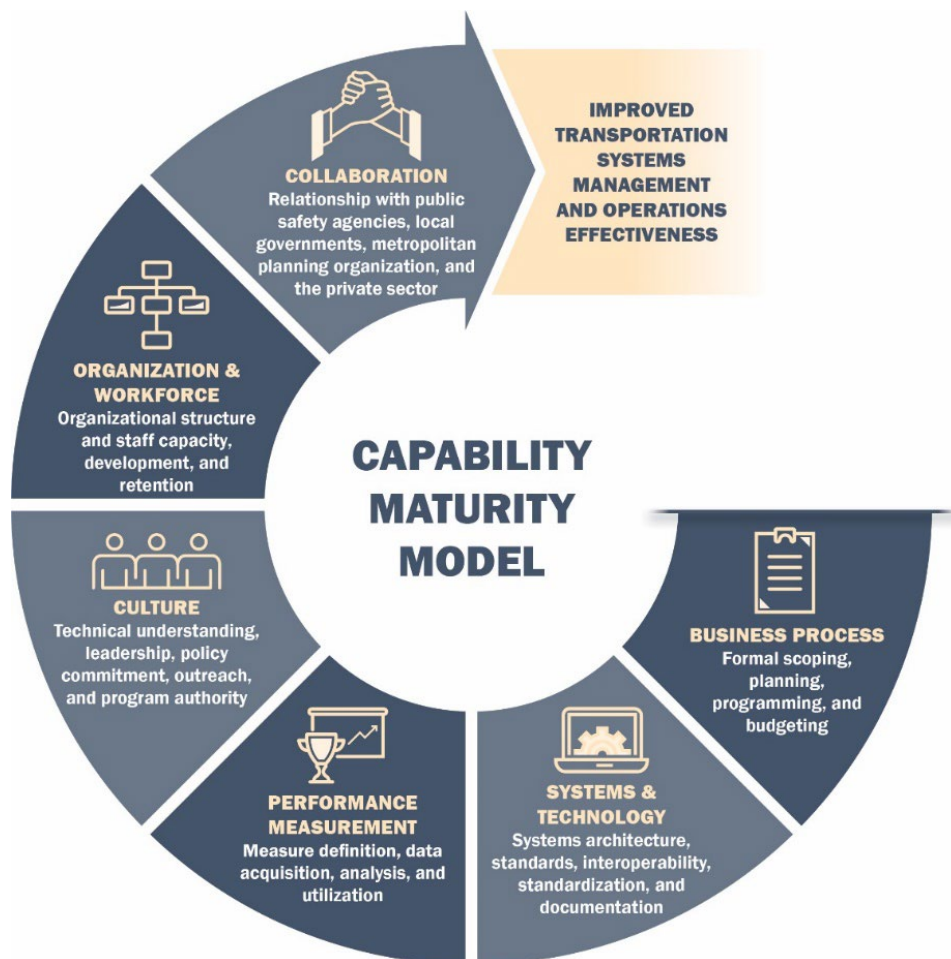 IMPROVED
TRANSPORTATION
SYSTEMS
MANAGEMENT
AND OPERATIONS
EFFECTIVENESS
COLLABORATION
Relationship with public
safety agencies, local
governments, metropolitan
planning organization, and
the private sector
ORGANIZATION &
WORKFORCE
Organizational structure
and staff capacity,
development, and
retention
CAPABILITY
MATURITY
MODEL
CULTURE
Technical understanding,
leadership, policy
commitment, outreach,
and program authority
BUSINESS PROCESS
Formal scoping,
planning,
programming, and
budgeting
PERFORMANCE
MEASUREMENT
Measure definition, data
acquisition, analysis, and
utilization
SYSTEMS &
TECHNOLOGY
Systems architecture,
standards, interoperability,
standardization, and
documentation